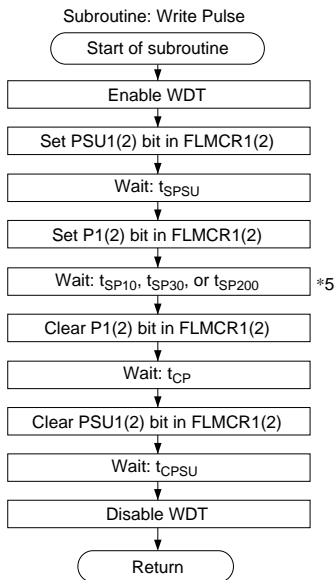 Subroutine: Write Pulse
Start of subroutine
Enable WDT
Set PSU1(2) bit in FLMCR1(2)
Wait: tSPSU
Set P1(2) bit in FLMCR1(2)
Wait: tSP10, tSP30, or tSP200 *5
Clear P1(2) bit in FLMCR1(2)
Wait: tCP
Clear PSU1(2) bit in FLMCR1(2)
Wait: tCPSU
Disable WDT
Return